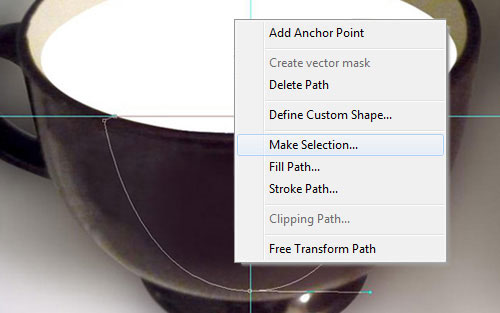 Add Anchor Point
Create vector mask
Delete Path
Define Custom Shape...
Make Selection...
Fill Path...
Stroke Path...
Clipping Path...
Free Transform Path